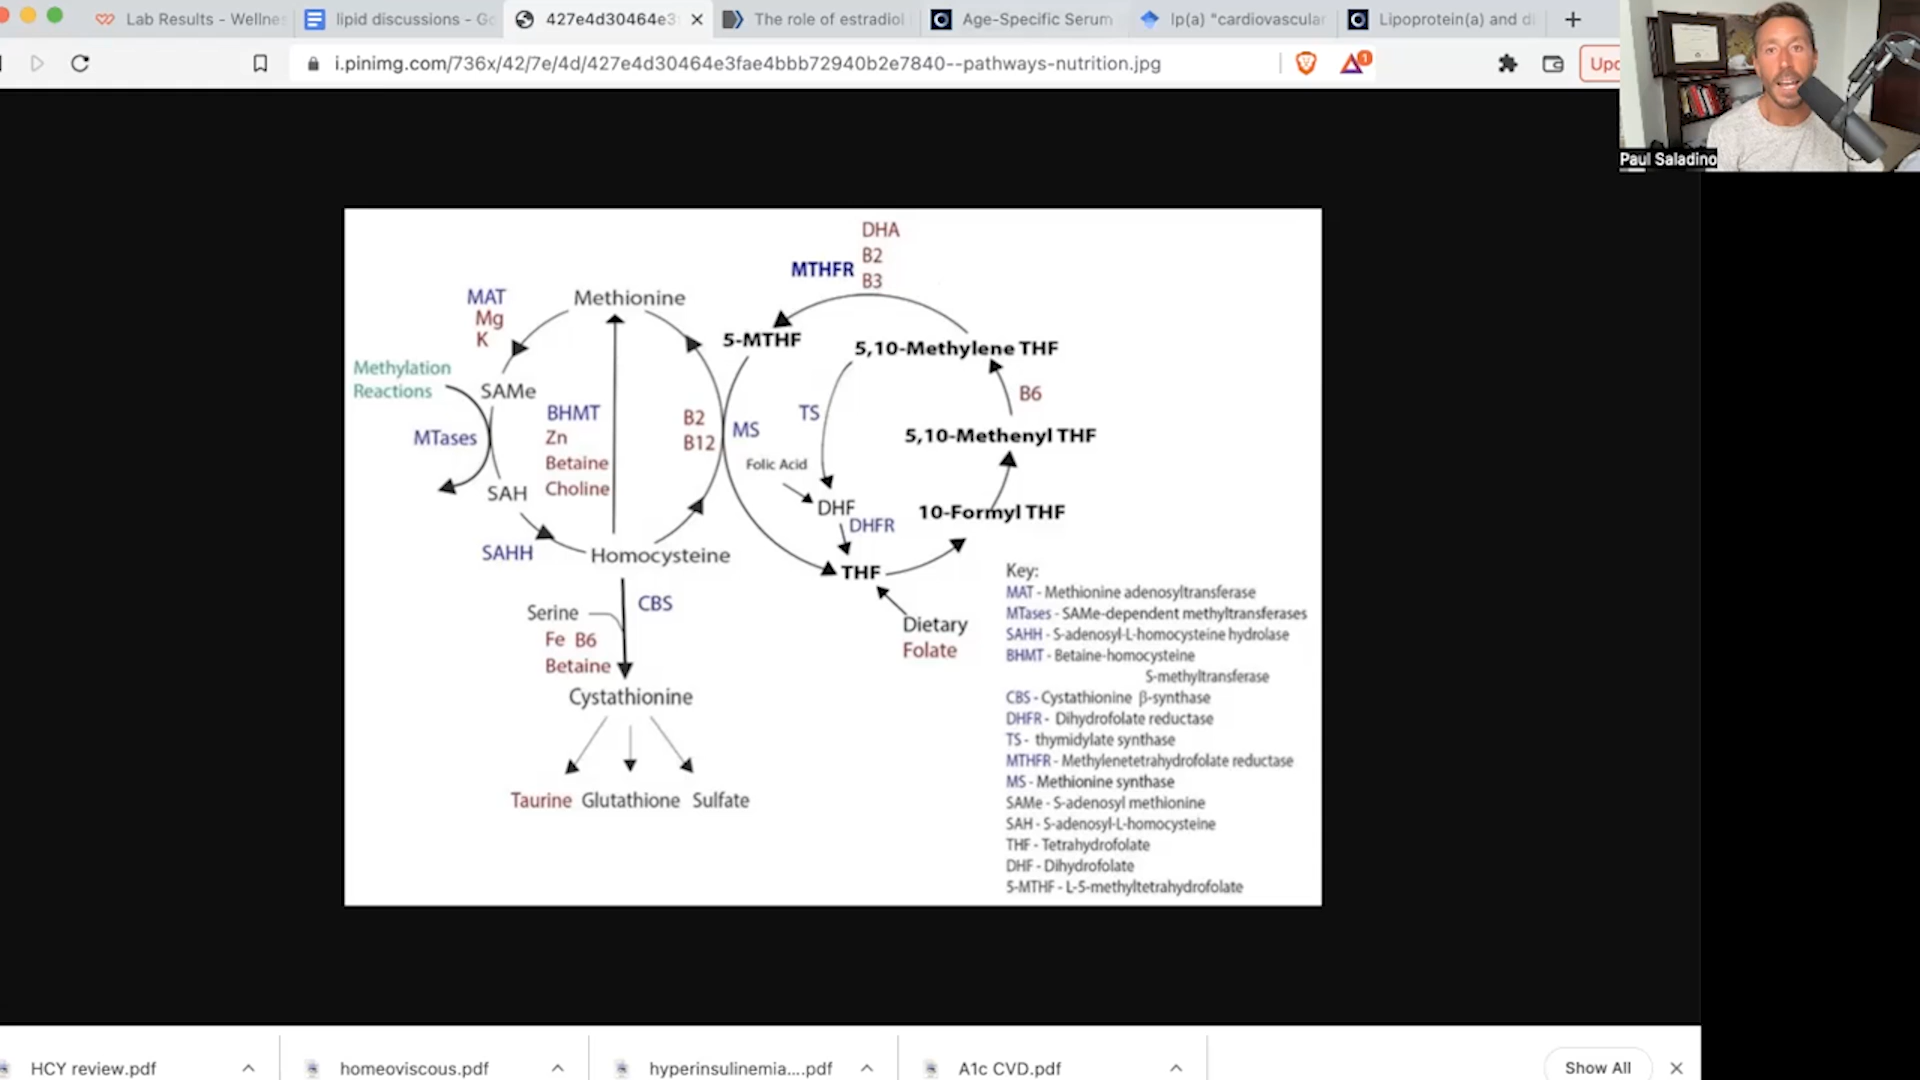 Lab Results - Wellnes
lipid discussions - Go
427e4d30464e3
The role of estradiol
Age-Specific Serum
lp(a) "cardiovascular
Lipoprotein(a) and di
i.pinimg.com/736x/42/7e/4d/427e4d30464e3fae4bbb72940b2e7840--pathways-nutrition.jpg
1
Upd
Paul Saladino
DHA
B2
B3
MTHFR
MAT
Mg
K
Methionine
5-MTHF
5,10-Methylene THF
Methylation
Reactions
SAMe
B6
BHMT
Zn
Betaine
Choline
B2
B12
MS
TS
MTases
5,10-Methenyl THF
Folic Acid
SAH
DHF
DHFR
10-Formyl THF
SAHH
Homocysteine
THF
CBS
Serine
Fe B6
Betaine
Dietary
Folate
Cystathionine
Taurine Glutathione Sulfate
Key:
MAT - Methionine adenosyltransferase
MTases - SAMe-dependent methyltransferases
SAHH - S-adenosyl-L-homocysteine hydrolase
BHMT - Betaine-homocysteine
S-methyltransferase
CBS - Cystathionine β-synthase
DHFR - Dihydrofolate reductase
TS - thymidylate synthase
MTHFR - Methylenetetrahydrofolate reductase
MS - Methionine synthase
SAMe - S-adenosyl methionine
SAH - S-adenosyl-L-homocysteine
THF - Tetrahydrofolate
DHF - Dihydrofolate
5-MTHF - L-5-methyltetrahydrofolate
HCY review.pdf
homeoviscous.pdf
hyperinsulinemia....pdf
A1c CVD.pdf
Show All